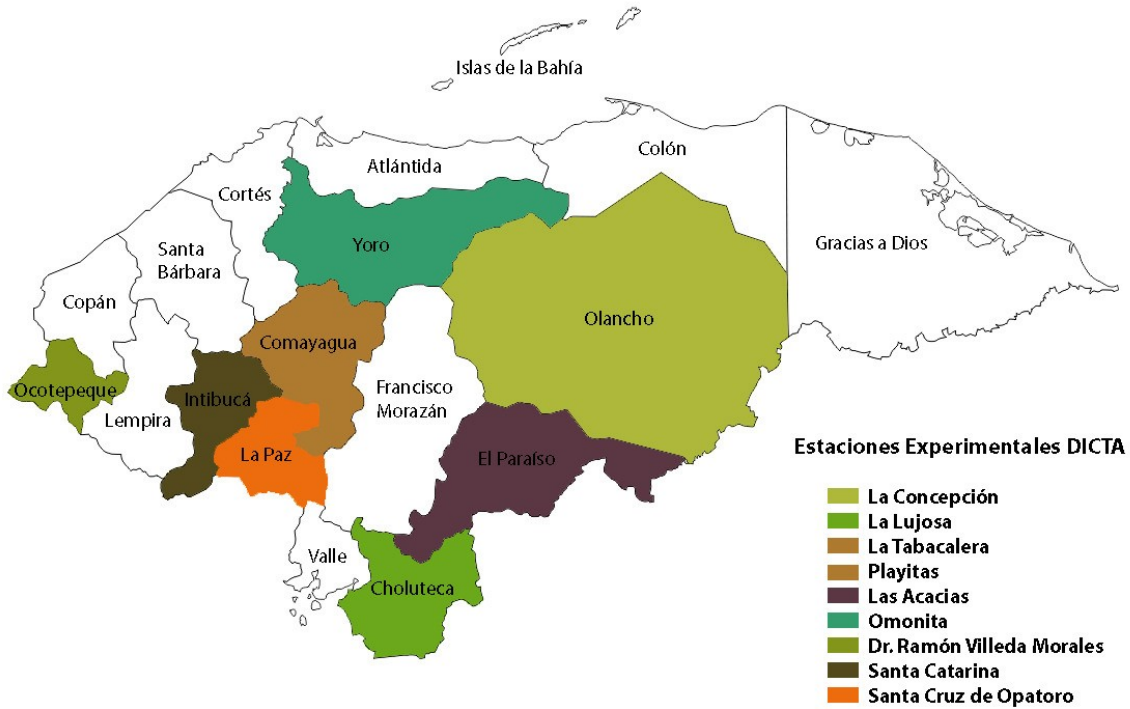 Islas de la Bahía
Atlántida
Colón
Cortés
Yoro
Gracias a Dios
Santa
Bárbara
Copán
Olancho
Comayagua
Ocotepeque
Intibucá
Francisco
Morazán
Lempira
La Paz
El Paraíso
Valle
Choluteca
Estaciones Experimentales DICTA
La Concepción
La Lujosa
La Tabacalera
Playitas
Las Acacias
Omonita
Dr. Ramón Villeda Morales
Santa Catarina
Santa Cruz de Opatoro